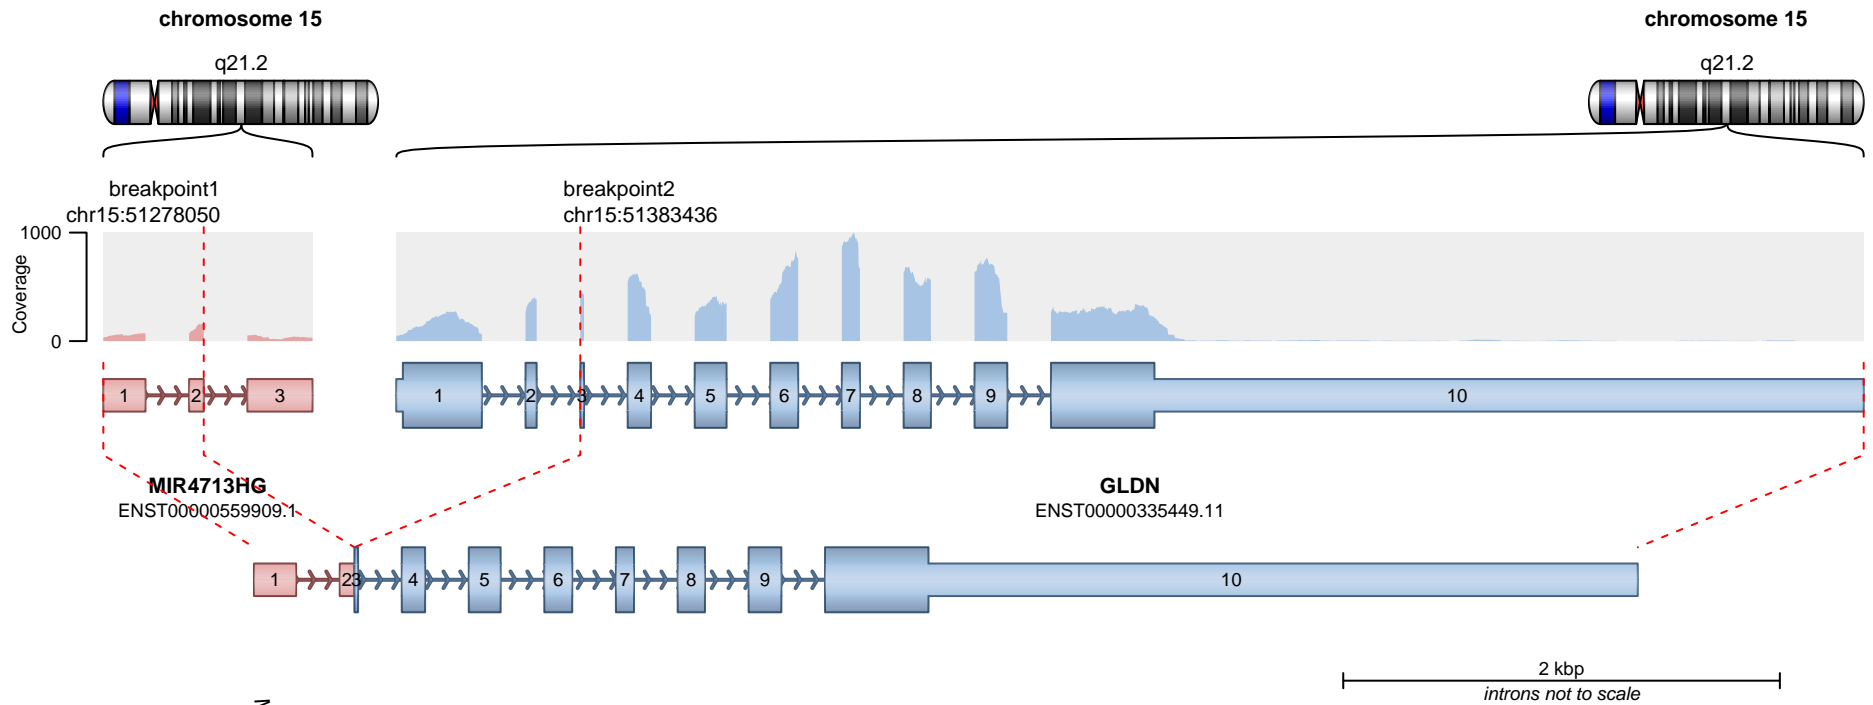 chromosome 15
chromosome 15
q21.2
q21.2
breakpoint1
chr15:51278050
breakpoint2
chr15:51383436
1000
0
Coverage
1
2
3
1
2
3
4
5
6
7
8
9
10
MIR4713HG
ENST00000559909.1
GLDN
ENST00000335449.11
1
2
3
4
5
6
7
8
9
10
2 kbp
introns not to scale